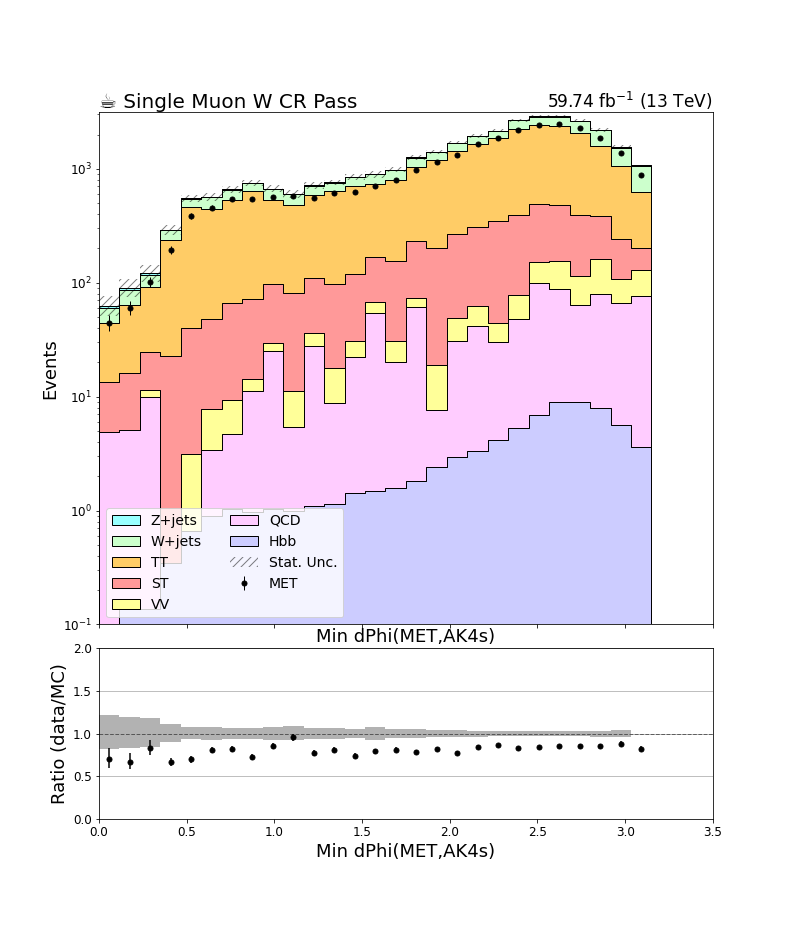 ☕ Single Muon W CR Pass
59.74 fb⁻¹ (13 TeV)
Events
10³
10²
10¹
10⁰
10⁻¹
Z+jets
W+jets
TT
ST
VV
QCD
Hbb
Stat. Unc.
MET
Min dPhi(MET,AK4s)
Ratio (data/MC)
2.0
1.5
1.0
0.5
0.0
0.0 0.5 1.0 1.5 2.0 2.5 3.0 3.5
Min dPhi(MET,AK4s)